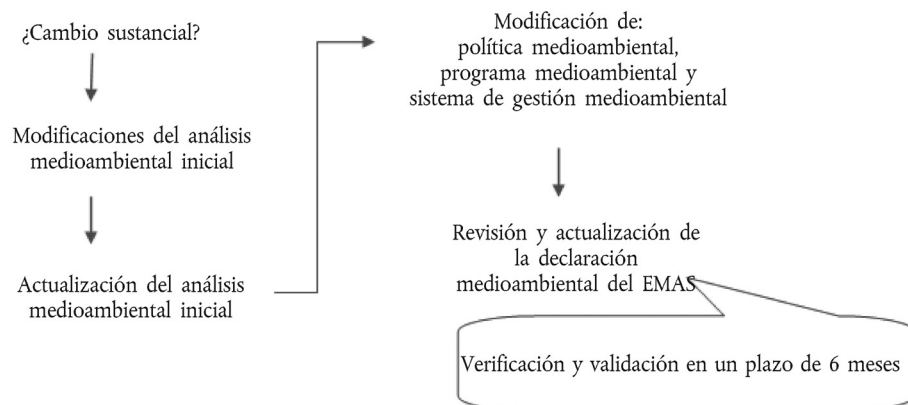 ¿Cambio sustancial?
Modificaciones del análisis
medioambiental inicial
Actualización del análisis
medioambiental inicial
Modificación de:
política medioambiental,
programa medioambiental y
sistema de gestión medioambiental
Revisión y actualización de
la declaración
medioambiental del EMAS
Verificación y validación en un plazo de 6 meses